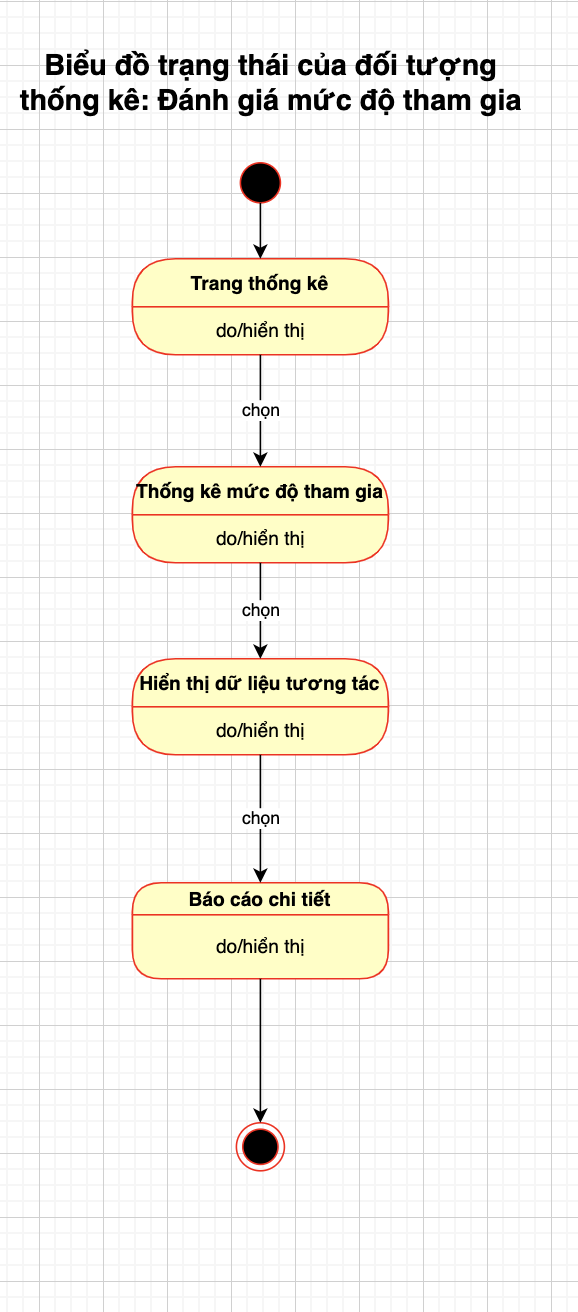 Biểu đồ trạng thái của đối tượng
thống kê: Đánh giá mức độ tham gia
Trang thống kê
do/hiển thị
chọn
Thống kê mức độ tham gia
do/hiển thị
chọn
Hiển thị dữ liệu tương tác
do/hiển thị
chọn
Báo cáo chi tiết
do/hiển thị